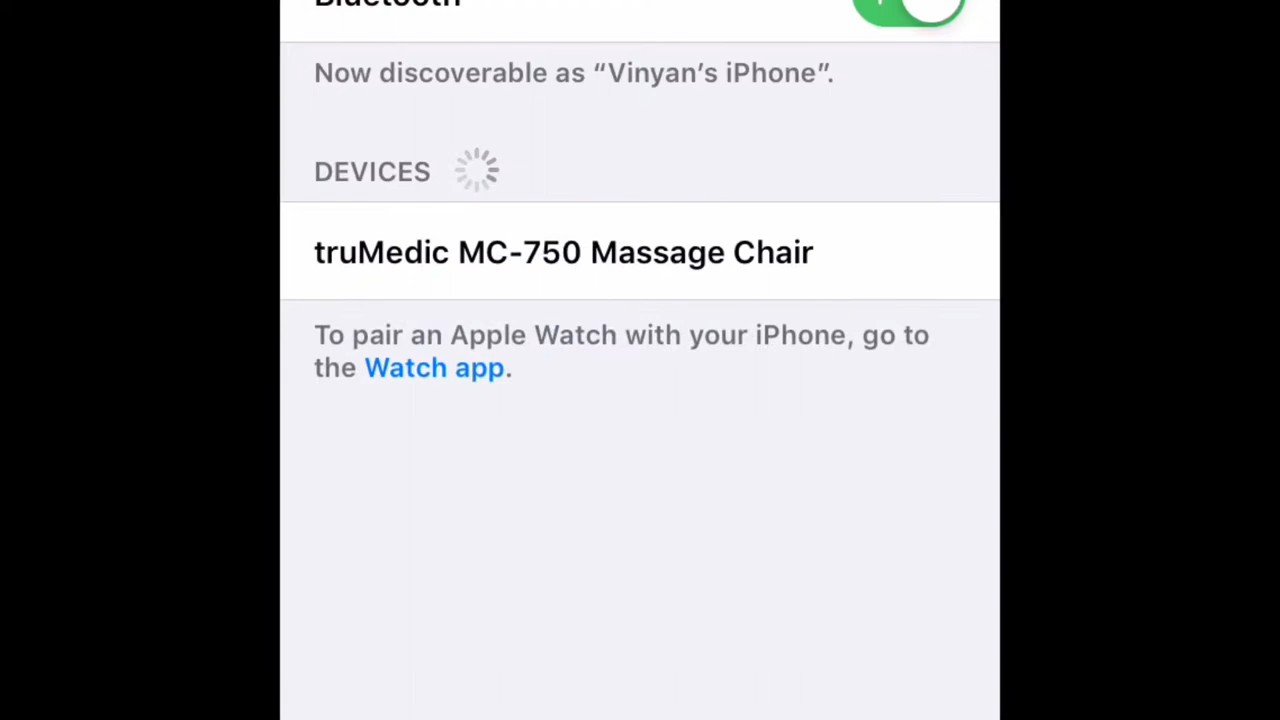 Bluetooth
Now discoverable as “Vinyan’s iPhone”.
DEVICES
truMedic MC-750 Massage Chair
To pair an Apple Watch with your iPhone, go to
the Watch app.